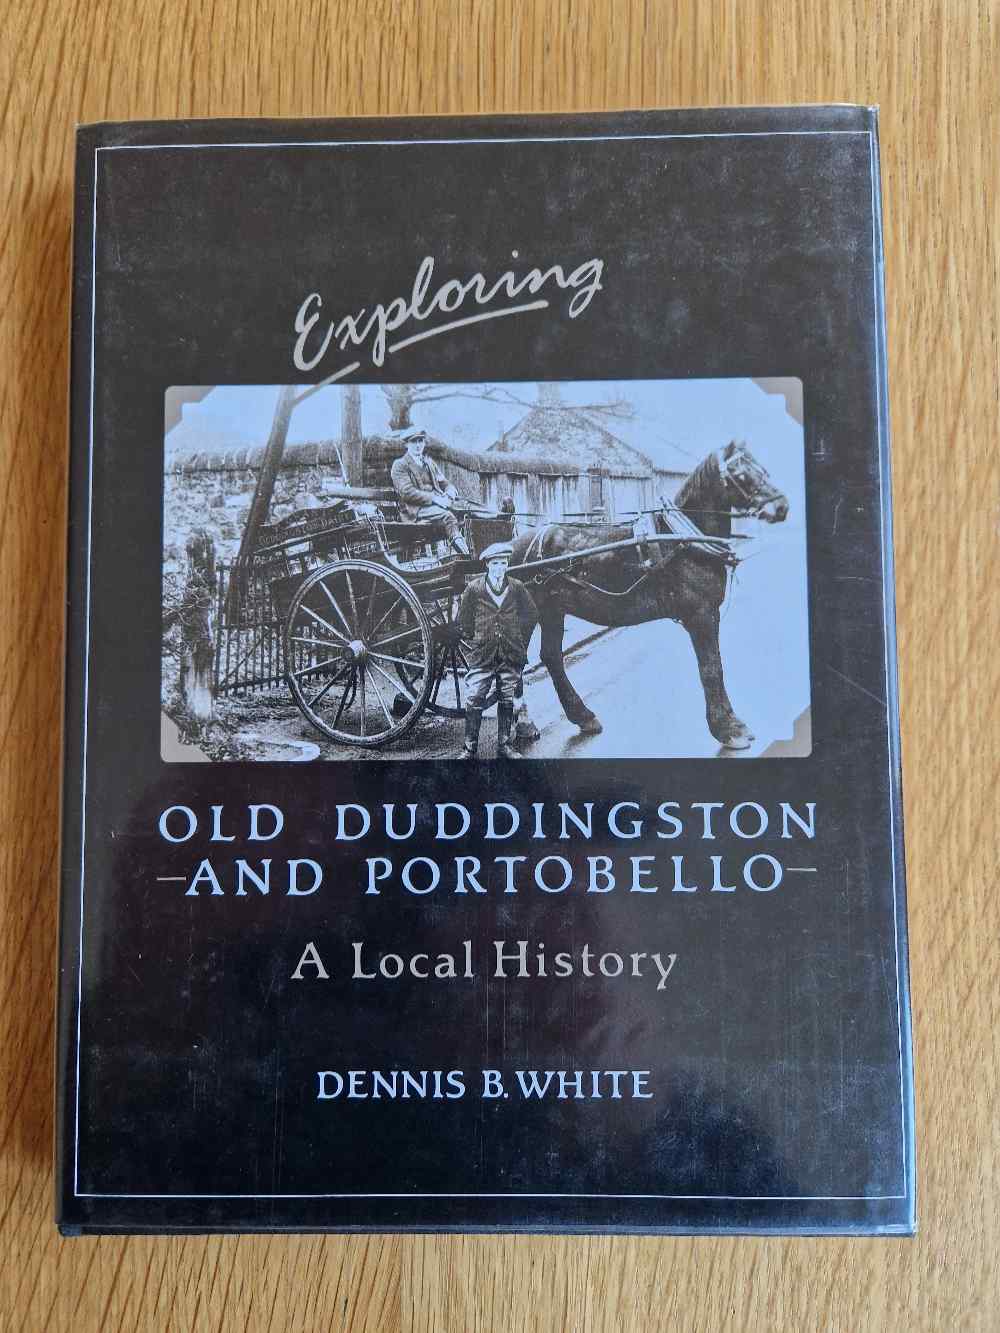 Exploring
OLD DUDDINGSTON
AND PORTOBELLO
A Local History
DENNIS B. WHITE